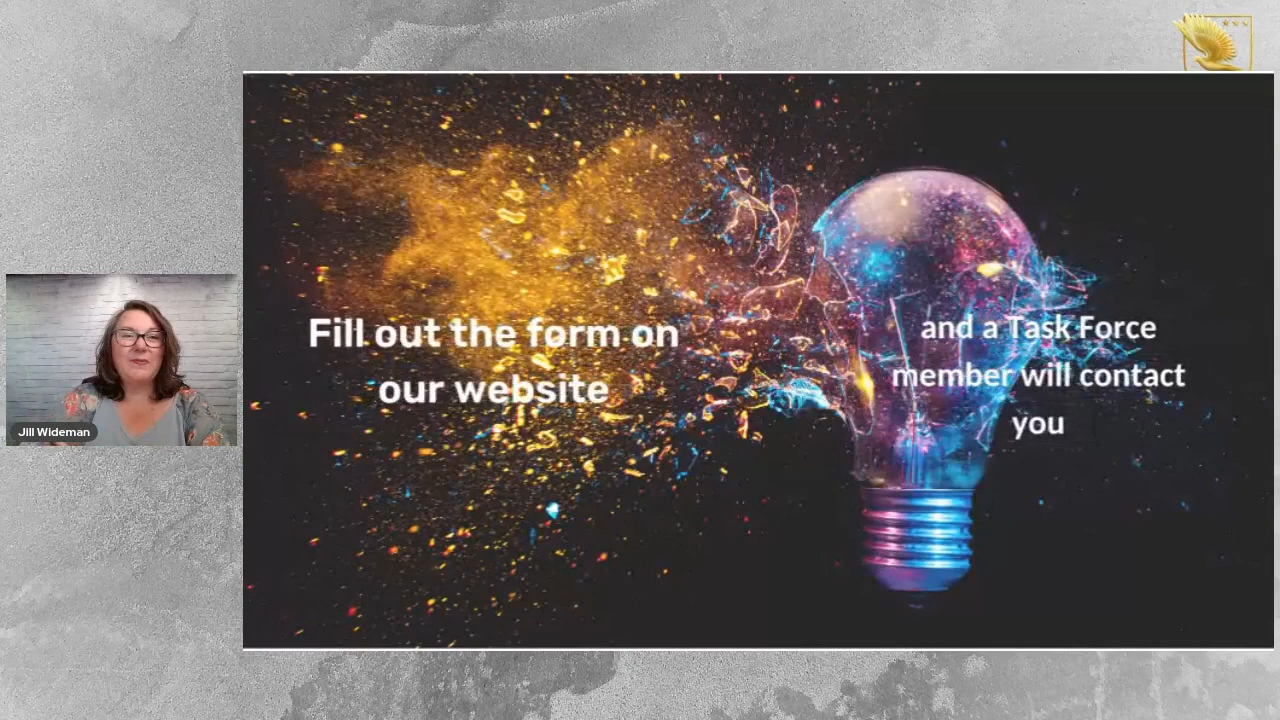 Fill out the form on
our website
and a Task Force
member will contact
you
Jill Wideman